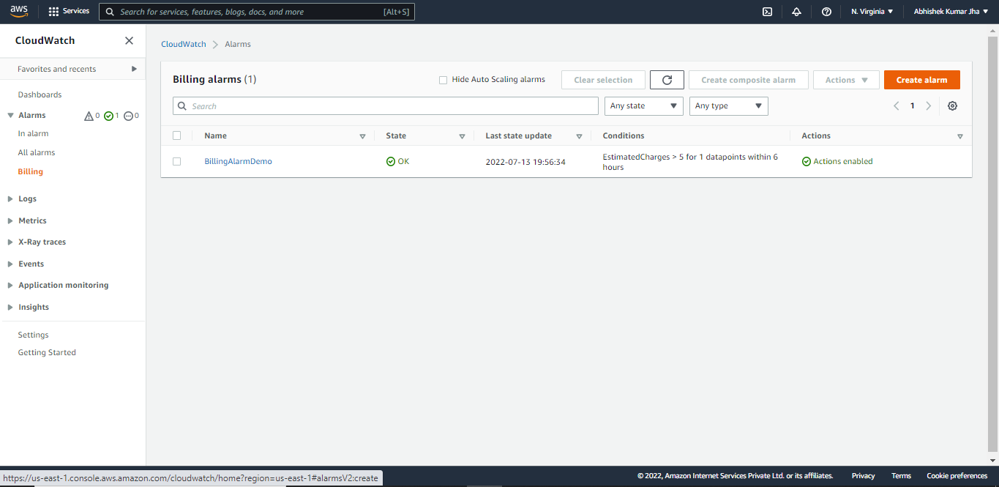 aws
Services
Search for services, features, blogs, docs, and more
[Alt+S]
N. Virginia
Abhishek Kumar Jha
CloudWatch
Favorites and recents
Dashboards
Alarms
0
1
0
In alarm
All alarms
Billing
Logs
Metrics
X-Ray traces
Events
Application monitoring
Insights
Settings
Getting Started
CloudWatch
Alarms
Billing alarms (1)
Hide Auto Scaling alarms
Clear selection
Create composite alarm
Actions
Create alarm
Search
Any state
Any type
1
Name
State
Last state update
Conditions
Actions
BillingAlarmDemo
OK
2022-07-13 19:56:34
EstimatedCharges > 5 for 1 datapoints within 6
hours
Actions enabled
https://us-east-1.console.aws.amazon.com/cloudwatch/home?region=us-east-1#alarmsV2:create
© 2022, Amazon Internet Services Private Ltd. or its affiliates.
Privacy
Terms
Cookie preferences